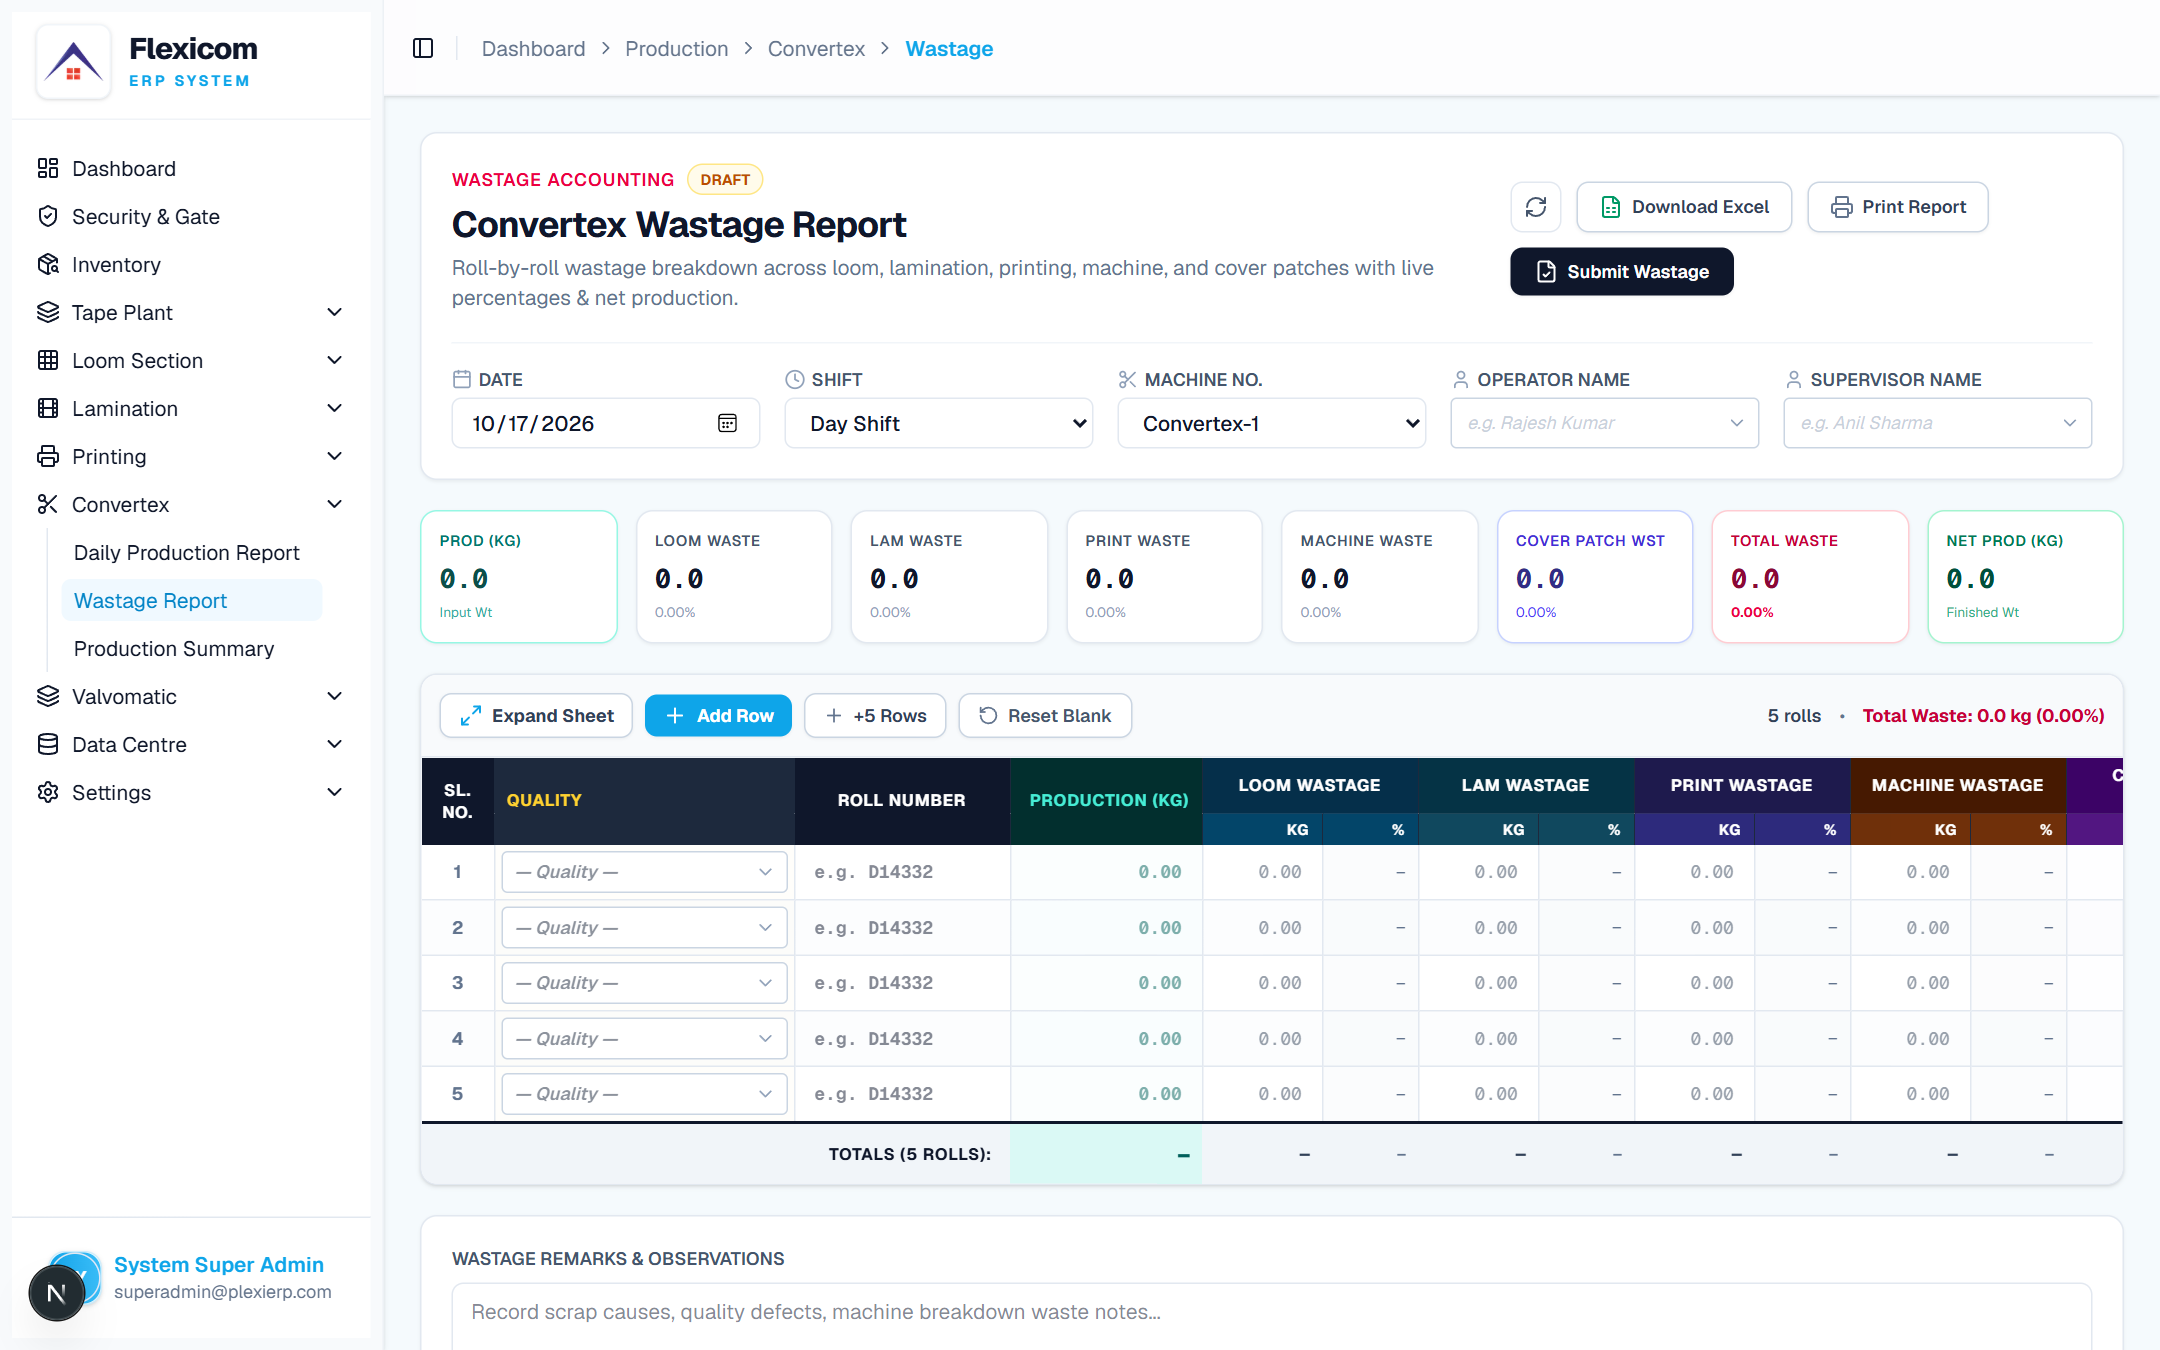 Flexicom
ERP SYSTEM
Dashboard
Security & Gate
Inventory
Tape Plant
Loom Section
Lamination
Printing
Convertex
Daily Production Report
Wastage Report
Production Summary
Valvomatic
Data Centre
Settings
System Super Admin
superadmin@plexierp.com
N
Dashboard > Production > Convertex > Wastage
WASTAGE ACCOUNTING DRAFT
Convertex Wastage Report
Roll-by-roll wastage breakdown across loom, lamination, printing, machine, and cover patches with live
percentages & net production.
Download Excel
Print Report
Submit Wastage
DATE SHIFT MACHINE NO. OPERATOR NAME SUPERVISOR NAME
10/17/2026 Day Shift Convertex-1 e.g. Rajesh Kumar e.g. Anil Sharma
PROD (KG) LOOM WASTE LAM WASTE PRINT WASTE MACHINE WASTE COVER PATCH WST TOTAL WASTE NET PROD (KG)
0.0 0.0 0.0 0.0 0.0 0.0 0.0 0.0
Input Wt 0.00% 0.00% 0.00% 0.00% 0.00% 0.00% Finished Wt
Expand Sheet + Add Row + +5 Rows Reset Blank 5 rolls • Total Waste: 0.0 kg (0.00%)
SL. NO. QUALITY ROLL NUMBER PRODUCTION (KG) LOOM WASTAGE LAM WASTAGE PRINT WASTAGE MACHINE WASTAGE C
KG % KG % KG % KG %
1 — Quality — e.g. D14332 0.00 0.00 – 0.00 – 0.00 – 0.00 –
2 — Quality — e.g. D14332 0.00 0.00 – 0.00 – 0.00 – 0.00 –
3 — Quality — e.g. D14332 0.00 0.00 – 0.00 – 0.00 – 0.00 –
4 — Quality — e.g. D14332 0.00 0.00 – 0.00 – 0.00 – 0.00 –
5 — Quality — e.g. D14332 0.00 0.00 – 0.00 – 0.00 – 0.00 –
TOTALS (5 ROLLS): – – – – – – – – –
WASTAGE REMARKS & OBSERVATIONS
Record scrap causes, quality defects, machine breakdown waste notes...